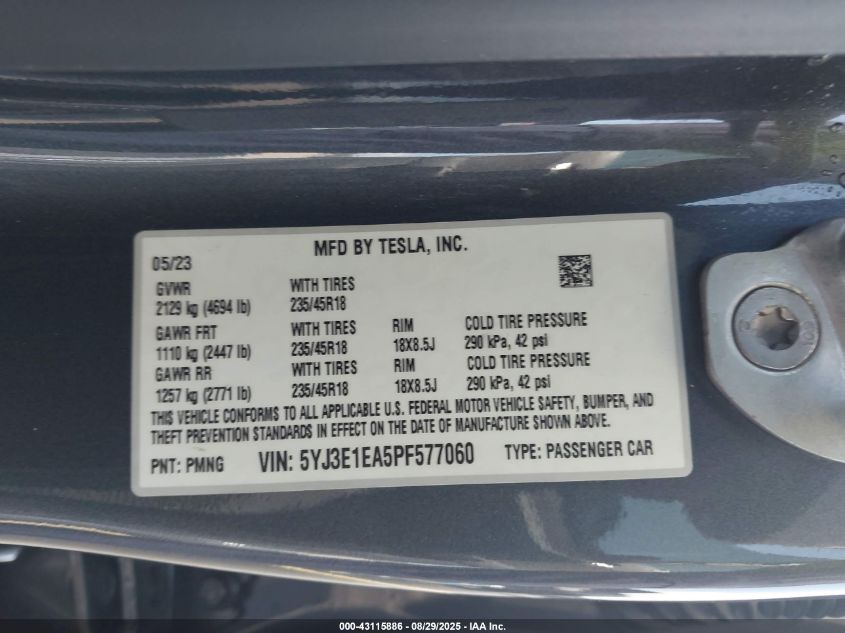 MFD BY TESLA, INC.
05/23
GVWR WITH TIRES
2129 kg (4694 lb) 235/45R18
GAWR FRT WITH TIRES RIM COLD TIRE PRESSURE
1110 kg (2447 lb) 235/45R18 18X8.5J 290 kPa, 42 psi
GAWR RR WITH TIRES RIM COLD TIRE PRESSURE
1257 kg (2771 lb) 235/45R18 18X8.5J 290 kPa, 42 psi
THIS VEHICLE CONFORMS TO ALL APPLICABLE U.S. FEDERAL MOTOR VEHICLE SAFETY, BUMPER, AND
THEFT PREVENTION STANDARDS IN EFFECT ON THE DATE OF MANUFACTURE SHOWN ABOVE.
PNT: PMNG VIN: 5YJ3E1EA5PF577060 TYPE: PASSENGER CAR
000-43115886 - 08/29/2025 - IAA Inc.